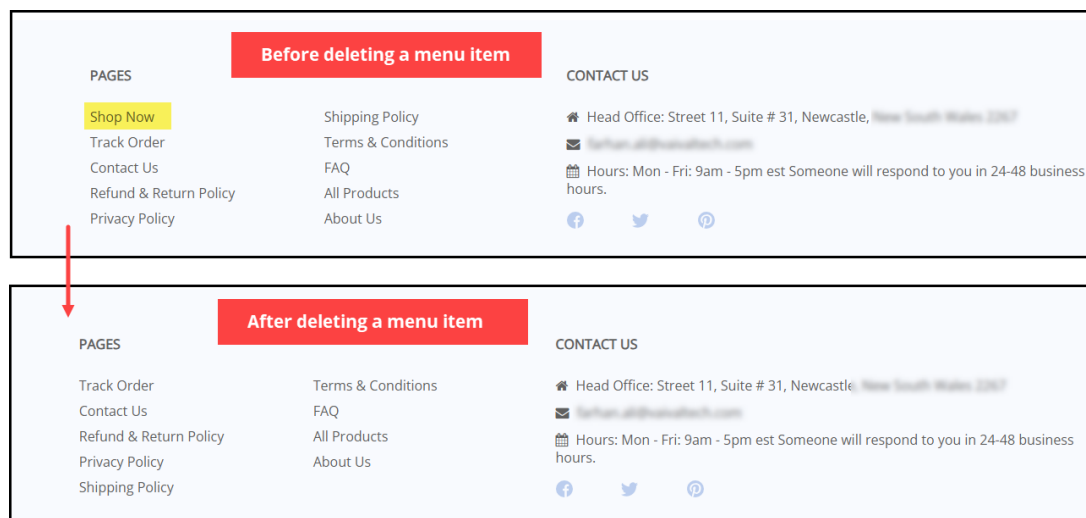 Before deleting a menu item
PAGES
Shop Now
Track Order
Contact Us
Refund & Return Policy
Privacy Policy
Shipping Policy
Terms & Conditions
FAQ
All Products
About Us
CONTACT US
Head Office: Street 11, Suite # 31, Newcastle,
Hours: Mon - Fri: 9am - 5pm est Someone will respond to you in 24-48 business
hours.
After deleting a menu item
PAGES
Track Order
Contact Us
Refund & Return Policy
Privacy Policy
Shipping Policy
Terms & Conditions
FAQ
All Products
About Us
CONTACT US
Head Office: Street 11, Suite # 31, Newcastle,
Hours: Mon - Fri: 9am - 5pm est Someone will respond to you in 24-48 business
hours.